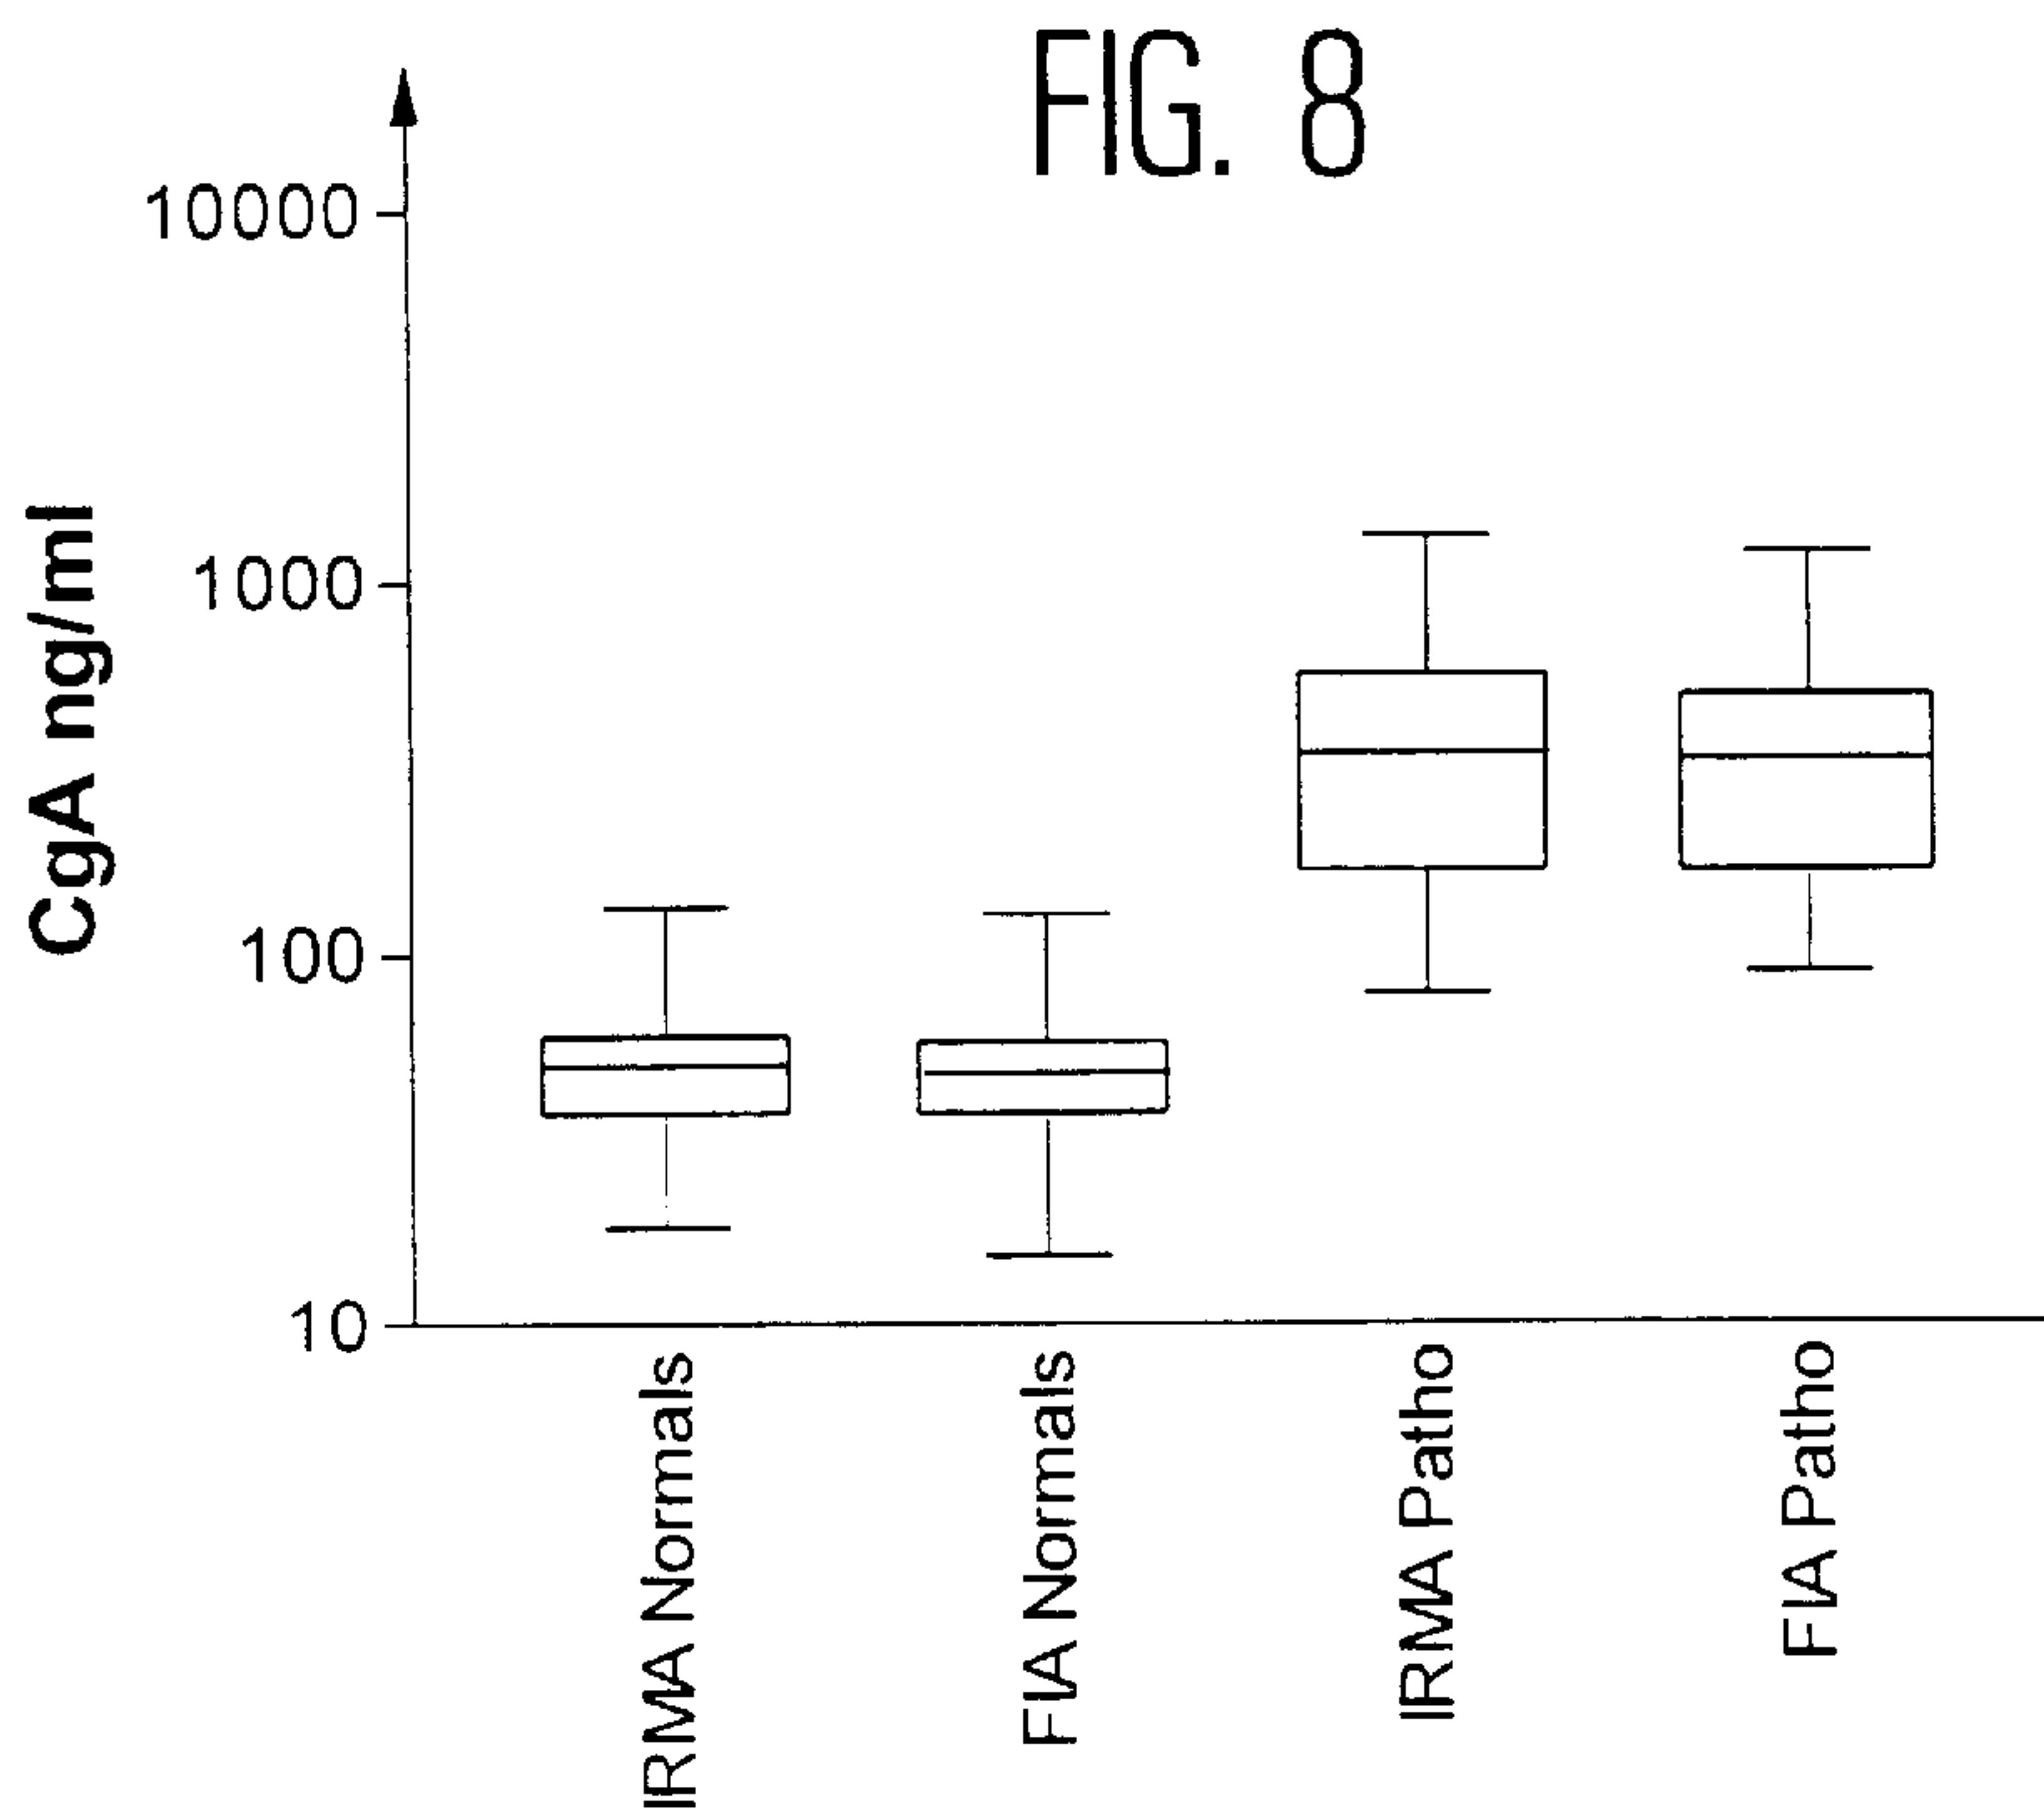 FIG. 8
CgA ng/ml
10000
1000
100
10
IRMA Normals
FIA Normals
IRMA Patho
FIA Patho